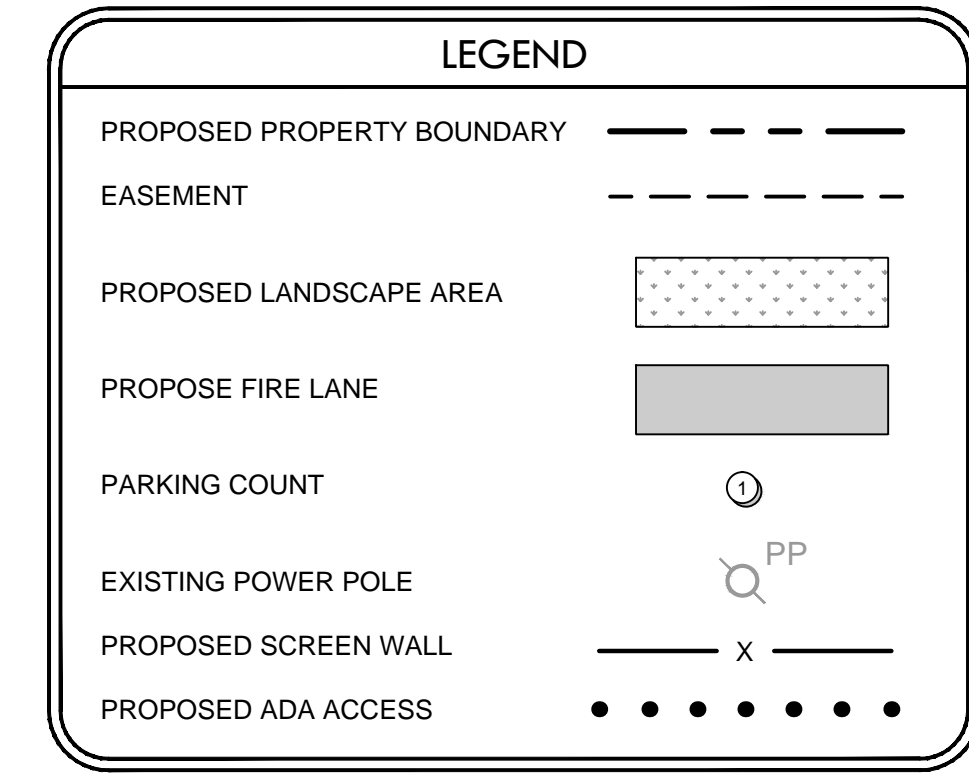 LEGEND
PROPOSED PROPERTY BOUNDARY
EASEMENT
PROPOSED LANDSCAPE AREA
PROPOSE FIRE LANE
PARKING COUNT 1
EXISTING POWER POLE PP
PROPOSED SCREEN WALL X
PROPOSED ADA ACCESS